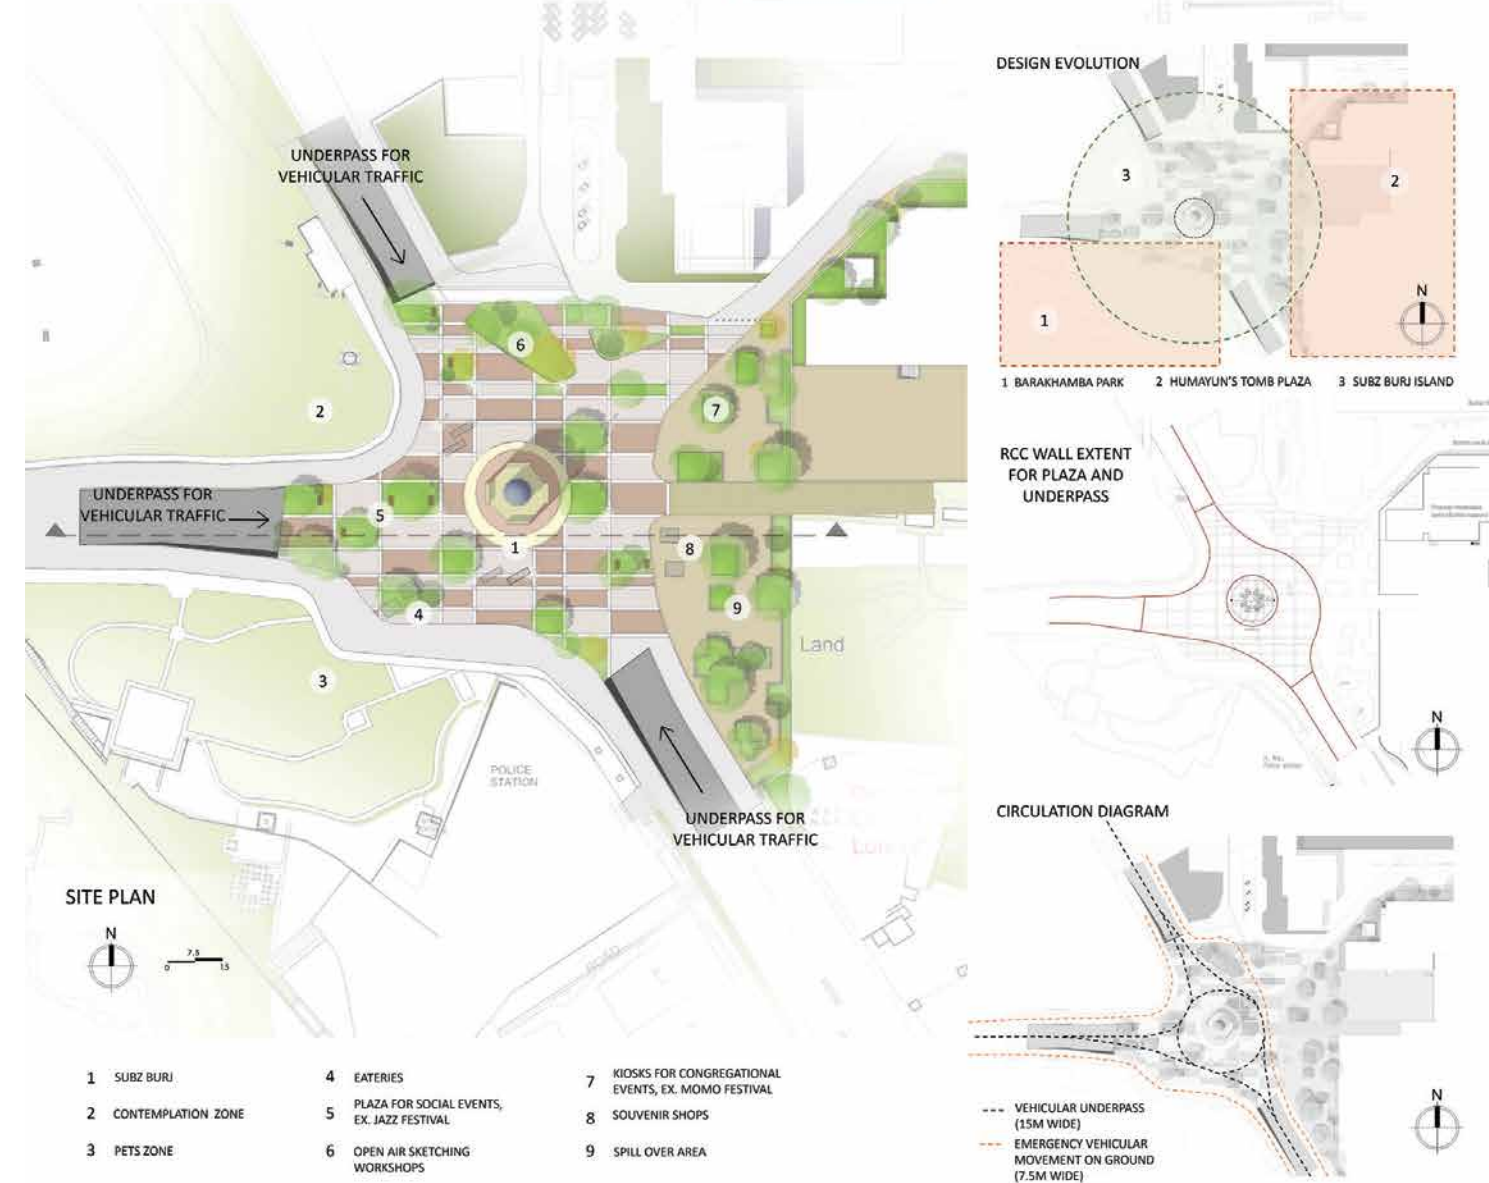 UNDERPASS FOR
VEHICULAR TRAFFIC
6
2
7
UNDERPASS FOR
VEHICULAR TRAFFIC
5
1
8
4
9
Land
3
POLICE
STATION
UNDERPASS FOR
VEHICULAR TRAFFIC
ROAD
SITE PLAN
N
7.5
0
15
1 SUBZ BURJ
2 CONTEMPLATION ZONE
3 PETS ZONE
4 EATERIES
5 PLAZA FOR SOCIAL EVENTS,
EX. JAZZ FESTIVAL
6 OPEN AIR SKETCHING
WORKSHOPS
7 KIOSKS FOR CONGREGATIONAL
EVENTS, EX. MOMO FESTIVAL
8 SOUVENIR SHOPS
9 SPILL OVER AREA
DESIGN EVOLUTION
3
2
1
N
1 BARAKHAMBA PARK 2 HUMAYUN'S TOMB PLAZA 3 SUBZ BURJ ISLAND
RCC WALL EXTENT
FOR PLAZA AND
UNDERPASS
N
CIRCULATION DIAGRAM
N
VEHICULAR UNDERPASS
(15M WIDE)
EMERGENCY VEHICULAR
MOVEMENT ON GROUND
(7.5M WIDE)